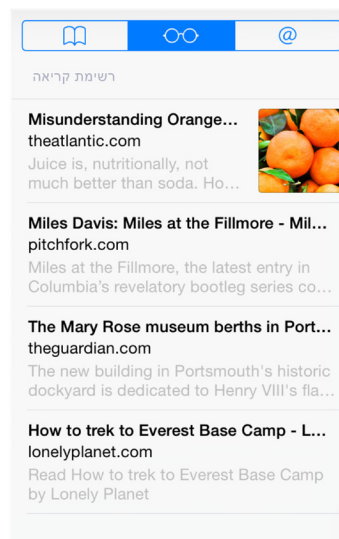 @
רשימת קריאה
Misunderstanding Orange...
theatlantic.com
Juice is, nutritionally, not
much better than soda. Ho...
Miles Davis: Miles at the Fillmore - Mil...
pitchfork.com
Miles at the Fillmore, the latest entry in
Columbia's revelatory bootleg series co...
The Mary Rose museum berths in Port...
theguardian.com
The new building in Portsmouth's historic
dockyard is dedicated to Henry VIII's fla...
How to trek to Everest Base Camp - L...
lonelyplanet.com
Read How to trek to Everest Base Camp
by Lonely Planet